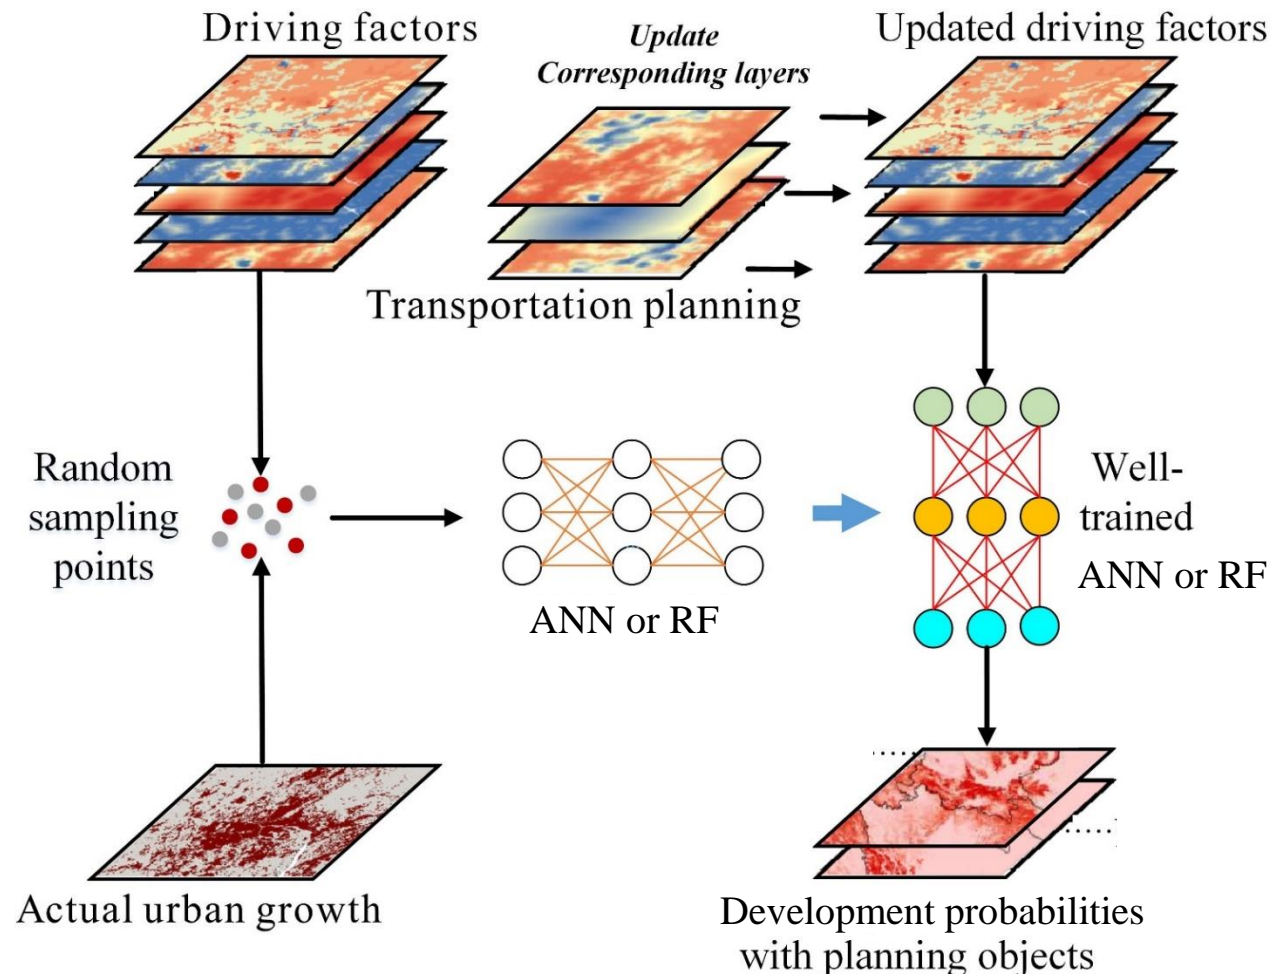 Driving factors
Update
Corresponding layers
Updated driving factors
Transportation planning
Random
sampling
points
ANN or RF
Well-
trained
ANN or RF
Actual urban growth
Development probabilities
with planning objects